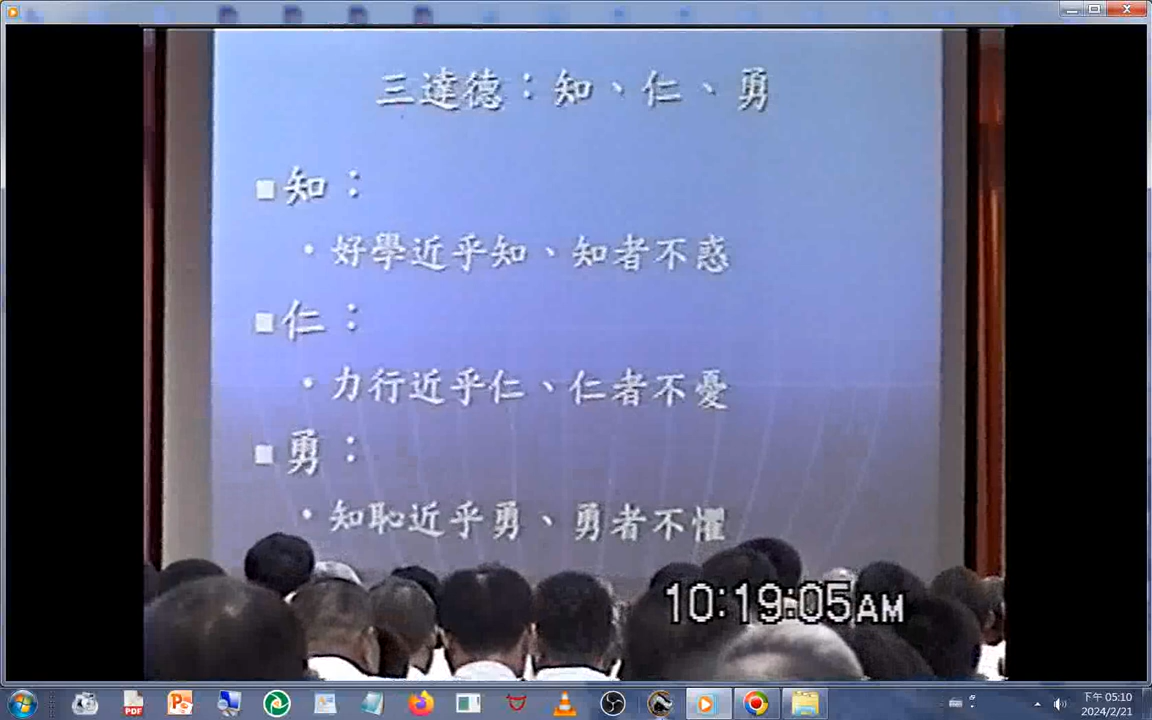 三達德：知、仁、勇
■知：
・好學近乎知、知者不惑
■仁：
・力行近乎仁、仁者不憂
■勇：
・知恥近乎勇、勇者不懼
10:19:05AM
PDF
下午 05:10
2024/2/21